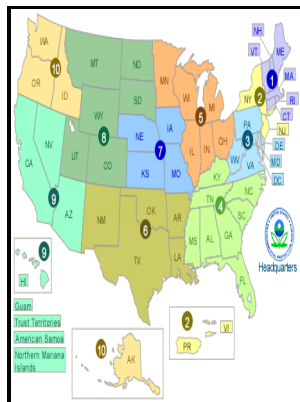 NH
WA
VT
ME
MT
ND
MN
10
1
MA
OR
ID
SD
WI
MI
NY
2
RI
WY
5
CT
PA
NJ
8
NE
IA
3
DE
NV
7
IL
IN
OH
WV
VA
MD
UT
CO
DC
CA
KS
MO
KY
NC
TN
4
9
AZ
NM
OK
AR
SC
6
MS
AL
GA
TX
LA
Headquarters
9
FL
HI
Guam
Trust Territories
American Samoa
Northern Mariana
Islands
2
VI
PR
10
AK